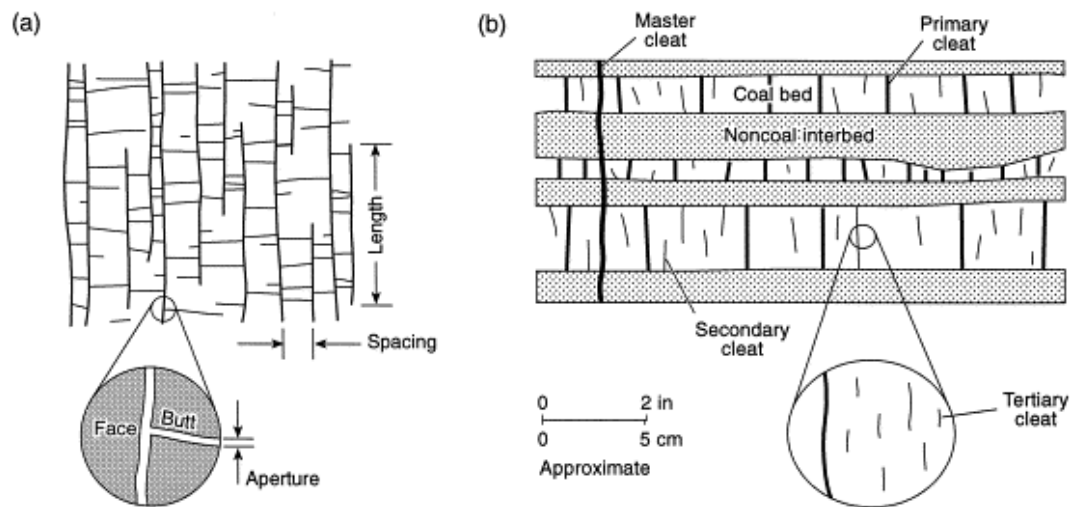 (a)
Length
Spacing
Face
Butt
Aperture
(b)
Master
cleat
Primary
cleat
Coal bed
Noncoal interbed
Secondary
cleat
0 2 in
0 5 cm
Approximate
Tertiary
cleat